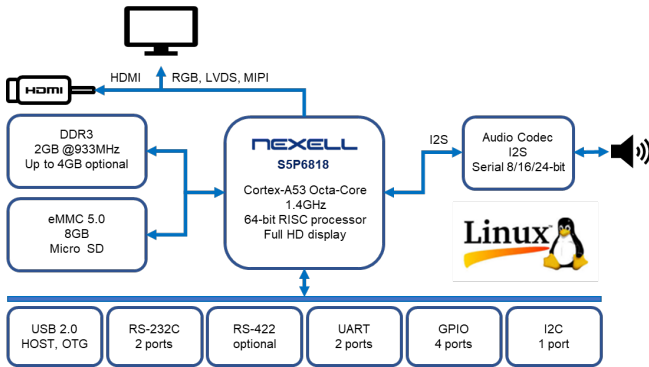 HDMI
HDMI
RGB, LVDS, MIPI
DDR3
2GB @933MHz
Up to 4GB optional
eMMC 5.0
8GB
Micro SD
NEXELL
S5P6818
Cortex-A53 Octa-Core
1.4GHz
64-bit RISC processor
Full HD display
I2S
Audio Codec
I2S
Serial 8/16/24-bit
Linux
USB 2.0
HOST, OTG
RS-232C
2 ports
RS-422
optional
UART
2 ports
GPIO
4 ports
I2C
1 port